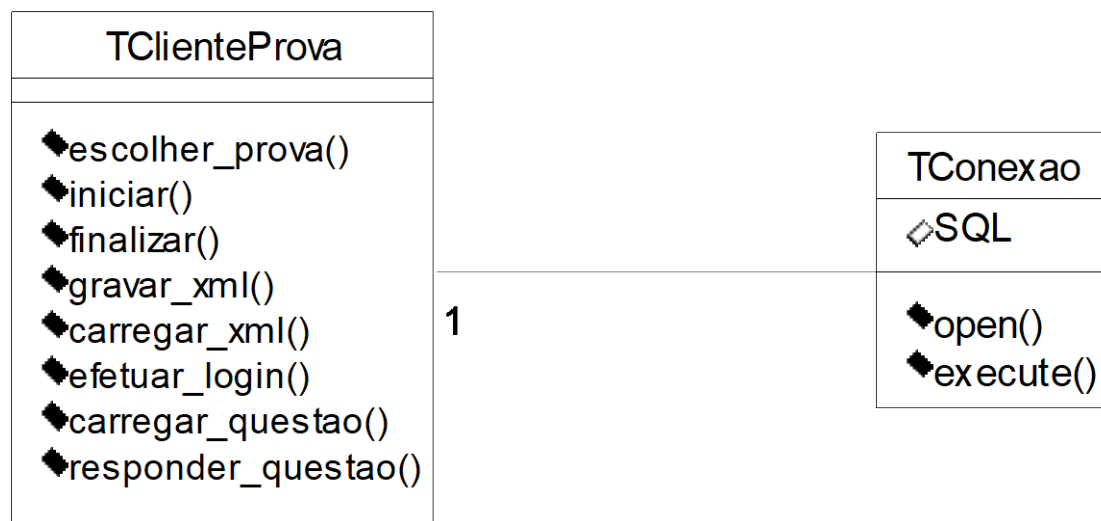 TClienteProva
escolher_prova()
iniciar()
finalizar()
gravar_xml()
carregar_xml()
efetuar_login()
carregar_questao()
responder_questao()
1
TConexao
SQL
open()
execute()